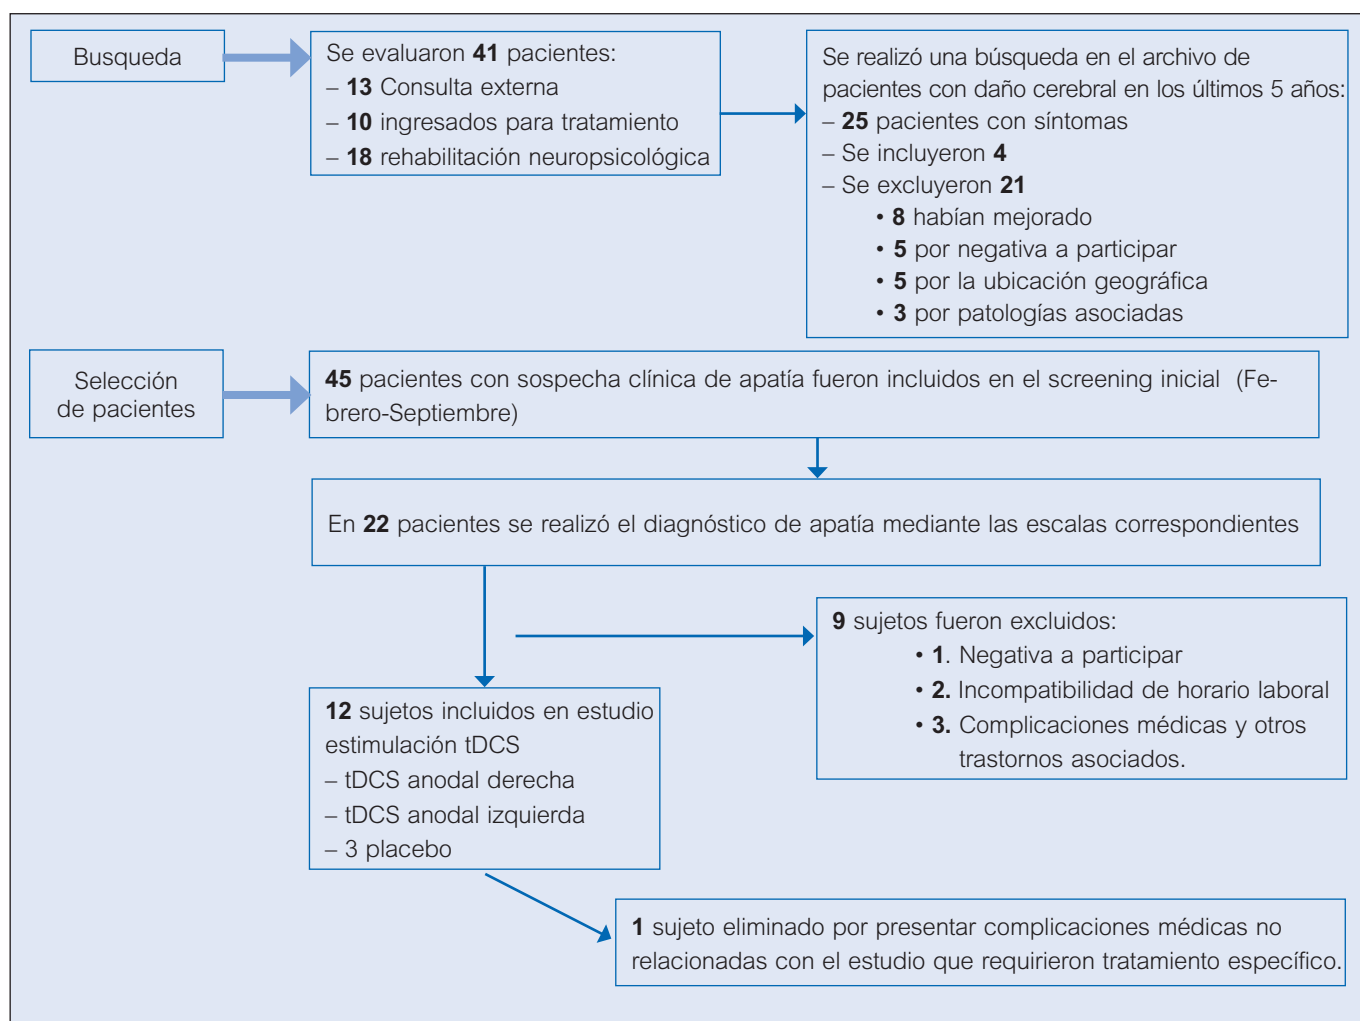 Busqueda
Se evaluaron 41 pacientes:
– 13 Consulta externa
– 10 ingresados para tratamiento
– 18 rehabilitación neuropsicológica
Se realizó una búsqueda en el archivo de
pacientes con daño cerebral en los últimos 5 años:
– 25 pacientes con síntomas
– Se incluyeron 4
– Se excluyeron 21
• 8 habían mejorado
• 5 por negativa a participar
• 5 por la ubicación geográfica
• 3 por patologías asociadas
Selección
de pacientes
45 pacientes con sospecha clínica de apatía fueron incluidos en el screening inicial (Fe-
brero-Septiembre)
En 22 pacientes se realizó el diagnóstico de apatía mediante las escalas correspondientes
9 sujetos fueron excluidos:
• 1. Negativa a participar
• 2. Incompatibilidad de horario laboral
• 3. Complicaciones médicas y otros
trastornos asociados.
12 sujetos incluidos en estudio
estimulación tDCS
– tDCS anodal derecha
– tDCS anodal izquierda
– 3 placebo
1 sujeto eliminado por presentar complicaciones médicas no
relacionadas con el estudio que requirieron tratamiento específico.